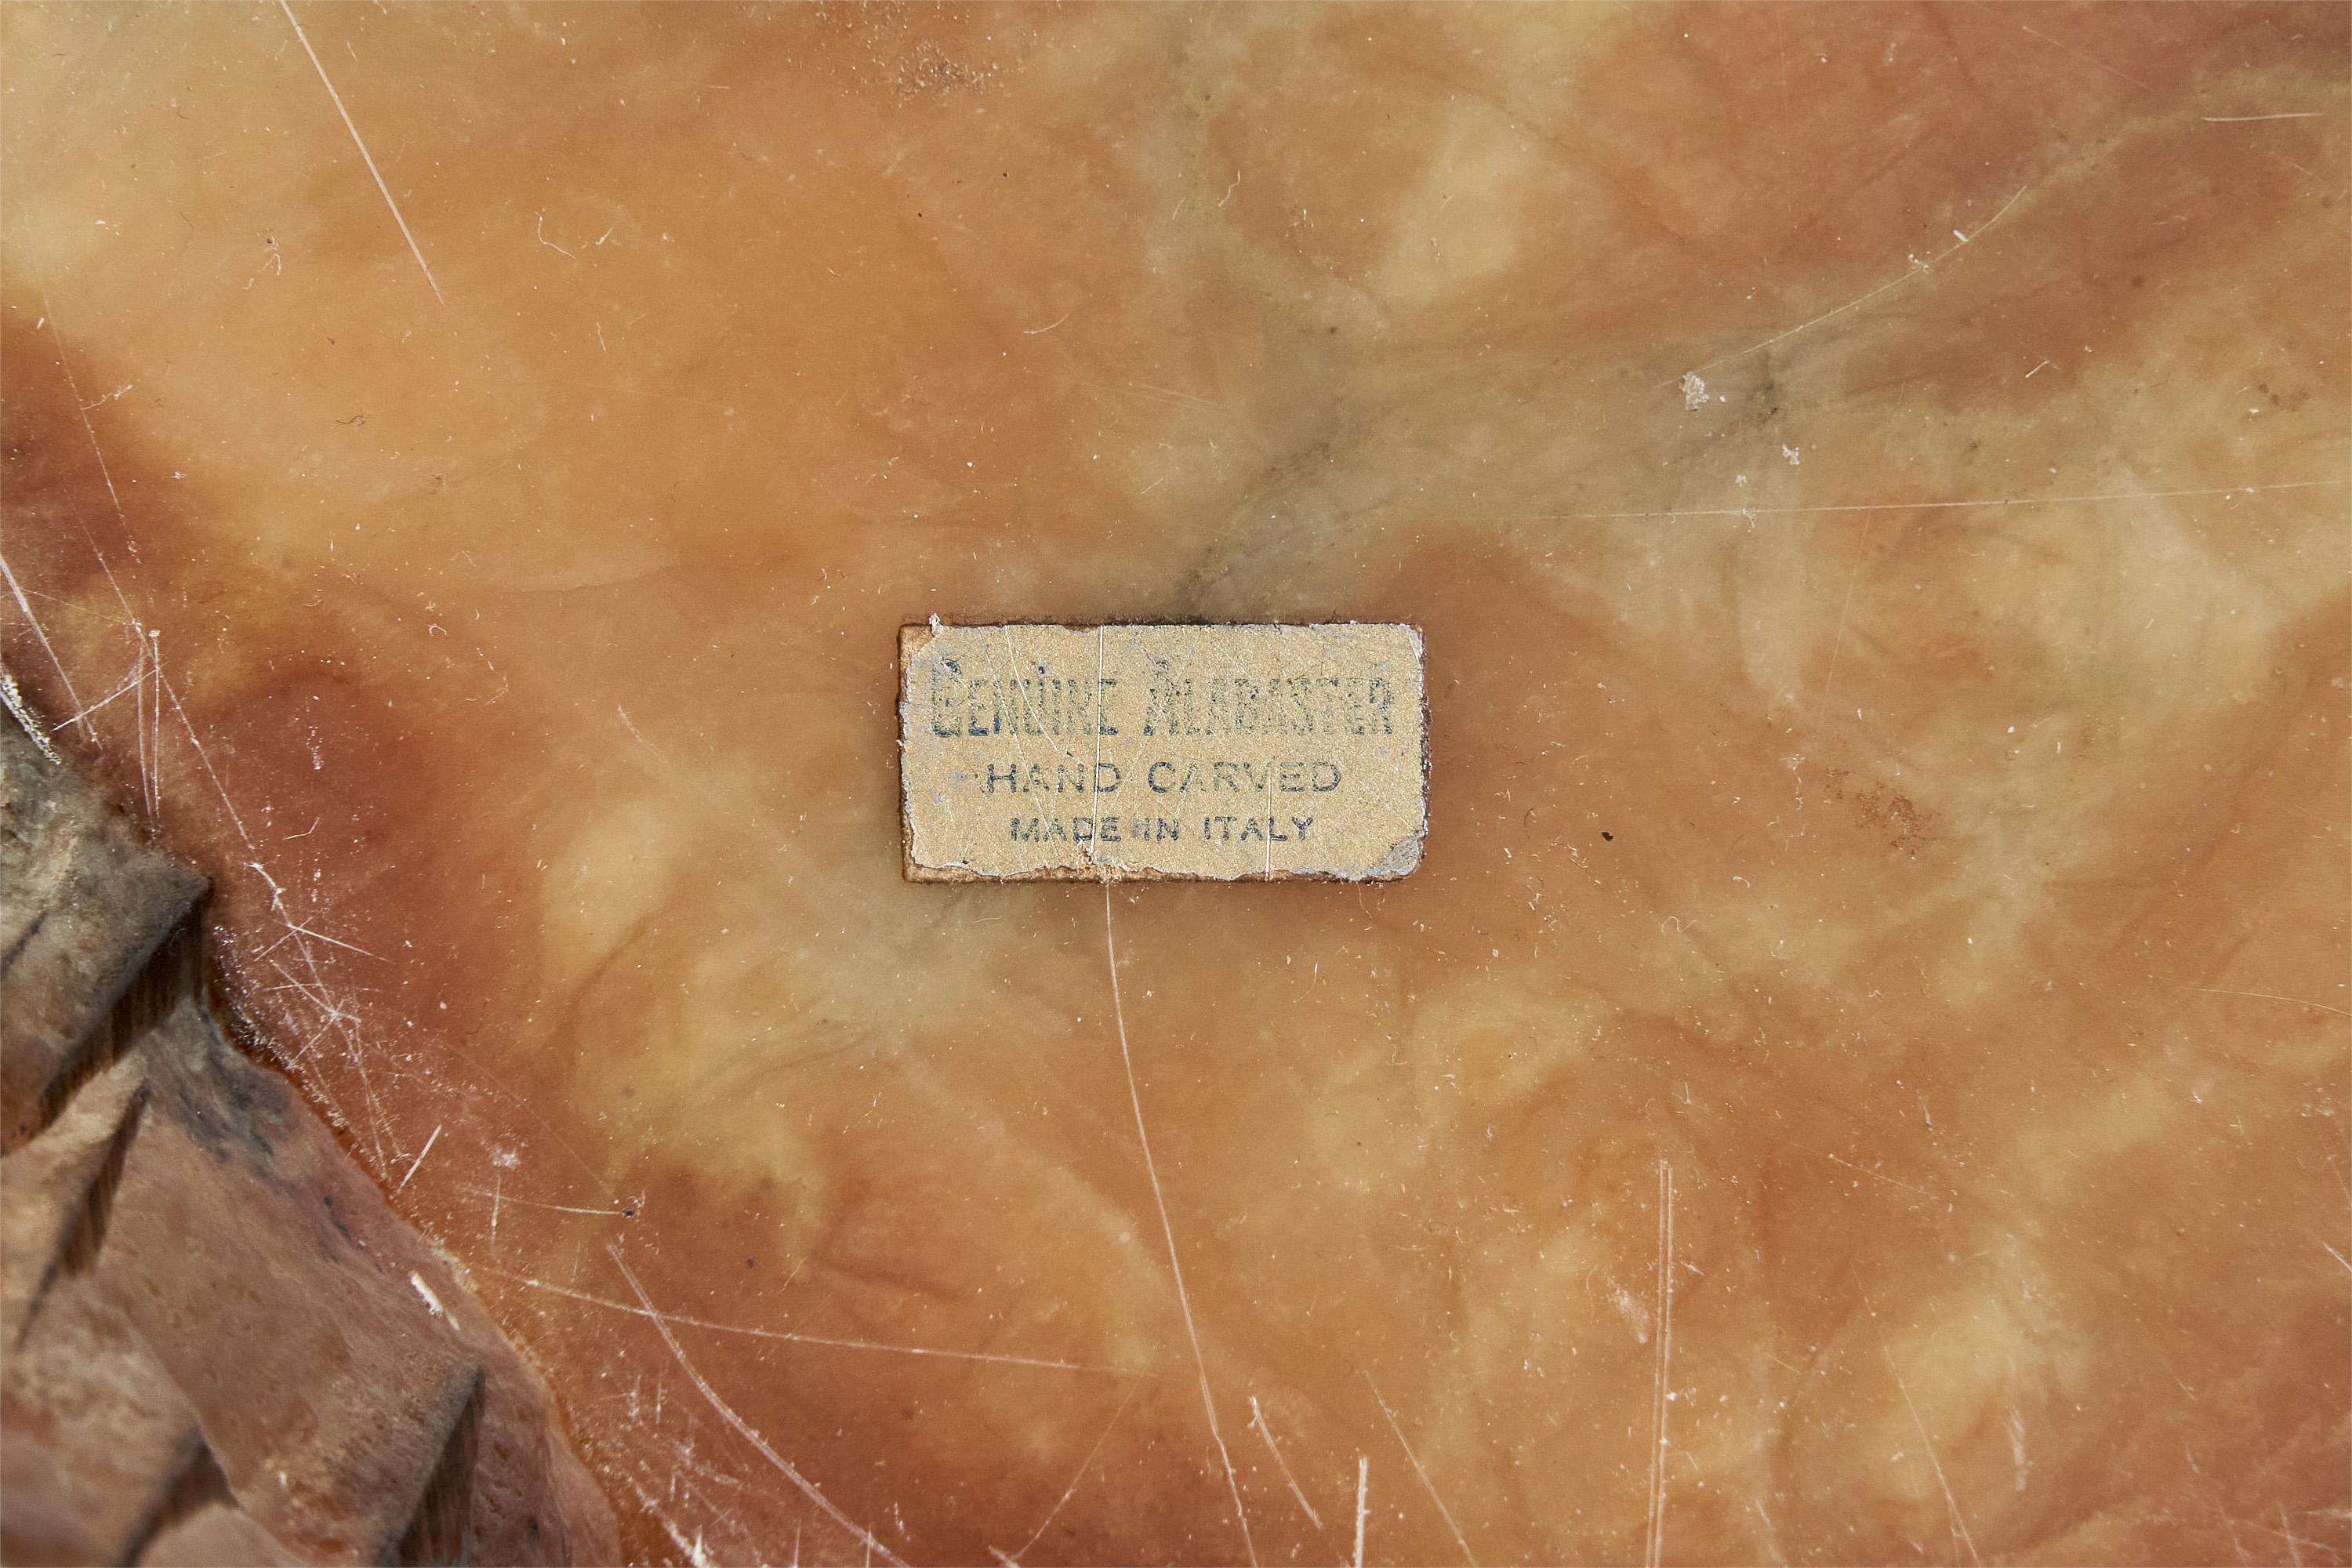 GENUINE ALABASTER
HAND CARVED
MADE IN ITALY